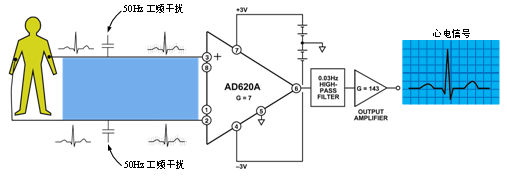 50Hz 工频干扰
+3V
心电信号
7
3
+
8
AD620A
G = 7
6
1
5
2
4
0.03Hz
HIGH-
PASS
FILTER
G = 143
OUTPUT
AMPLIFIER
–3V
50Hz 工频干扰